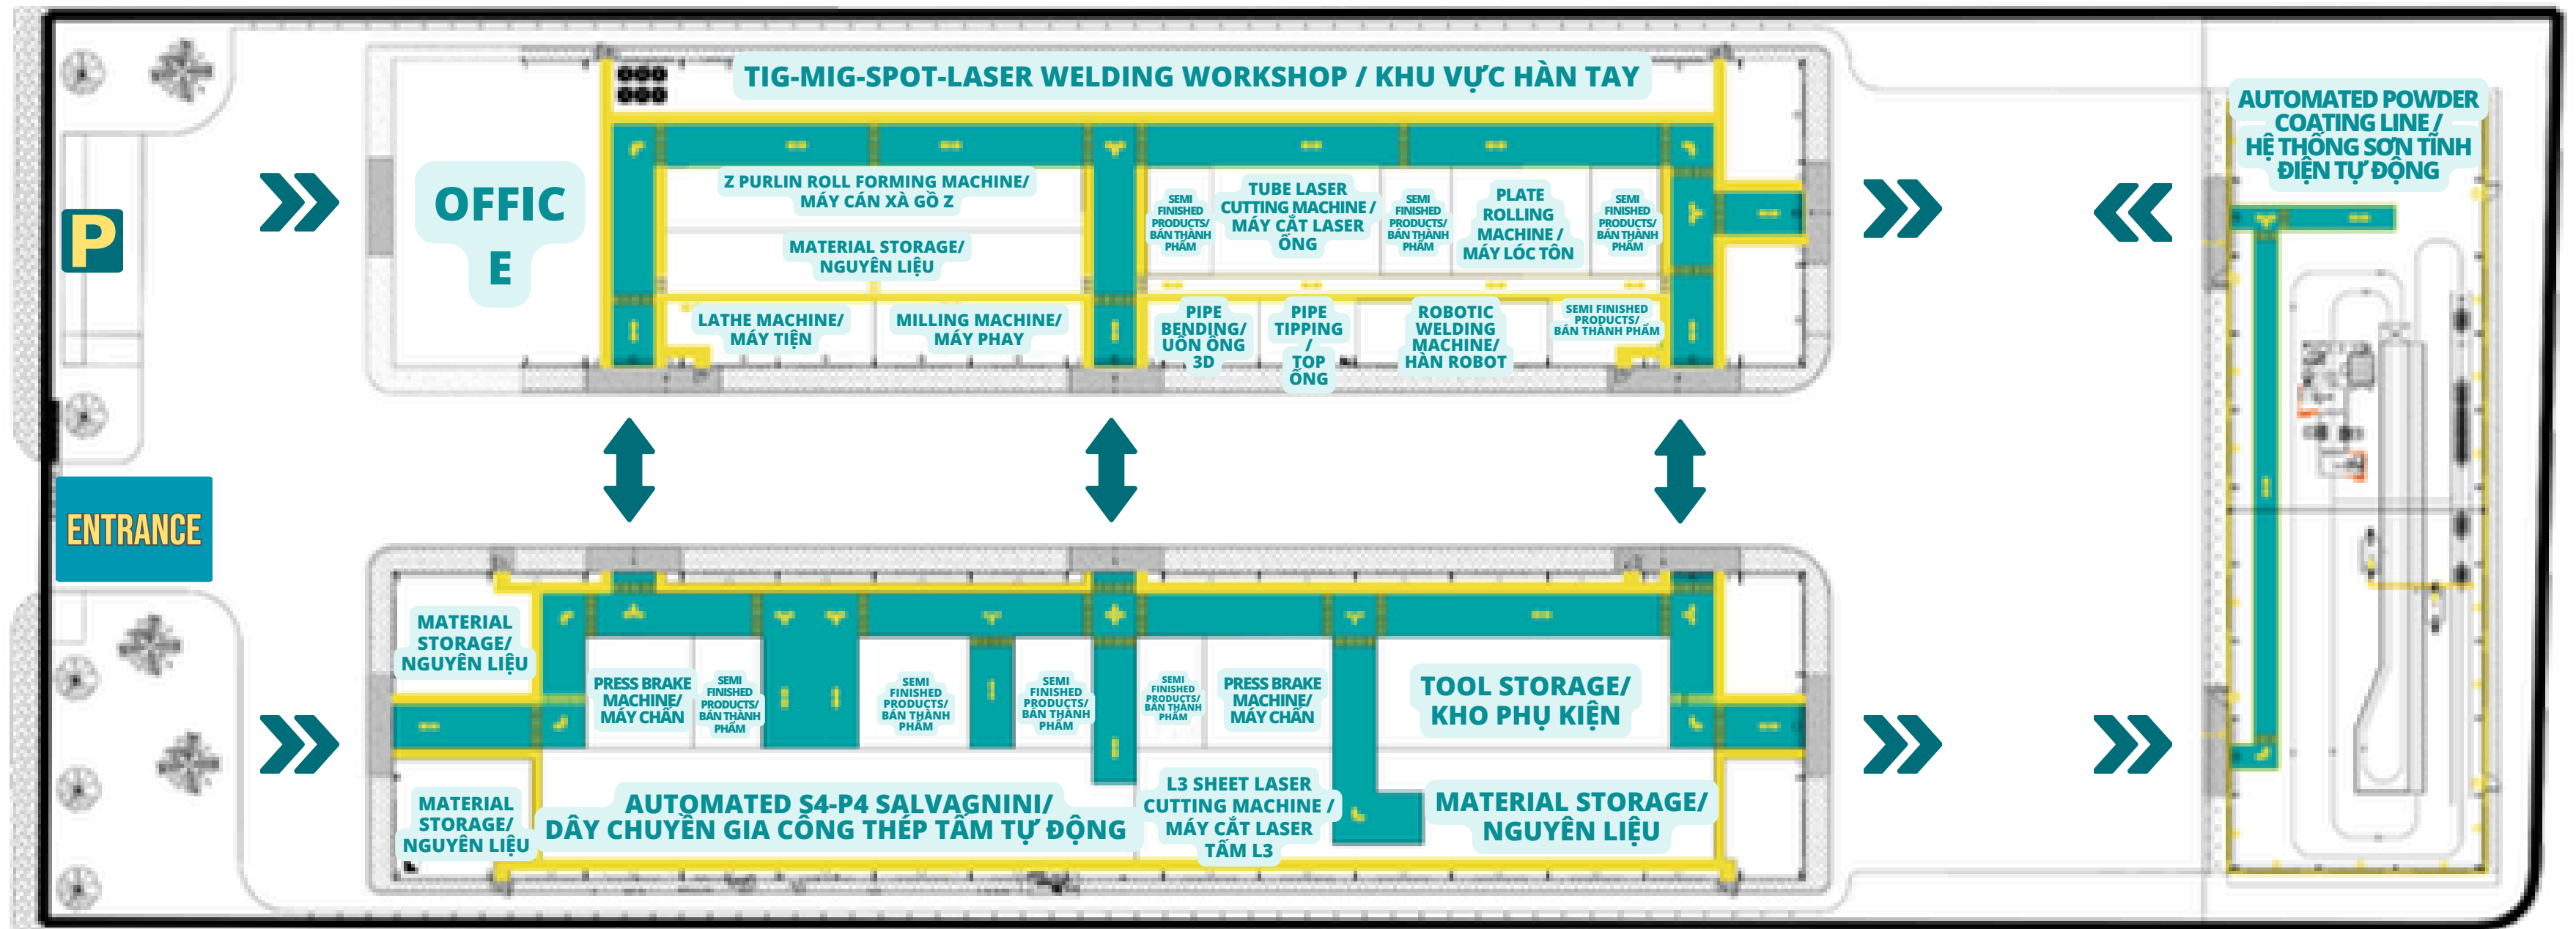 TIG-MIG-SPOT-LASER WELDING WORKSHOP / KHU VỰC HÀN TAY
AUTOMATED POWDER
COATING LINE /
HỆ THỐNG SƠN TĨNH
ĐIỆN TỰ ĐỘNG
P
OFFIC
E
Z PURLIN ROLL FORMING MACHINE/
MÁY CÁN XÀ GỒ Z
MATERIAL STORAGE/
NGUYÊN LIỆU
SEMI
FINISHED
PRODUCTS/
BÁN THÀNH
PHẨM
TUBE LASER
CUTTING MACHINE /
MÁY CẮT LASER
ỐNG
SEMI
FINISHED
PRODUCTS/
BÁN THÀNH
PHẨM
PLATE
ROLLING
MACHINE /
MÁY LÓC TÔN
SEMI
FINISHED
PRODUCTS/
BÁN THÀNH
PHẨM
LATHE MACHINE/
MÁY TIỆN
MILLING MACHINE/
MÁY PHAY
PIPE
BENDING/
UỐN ỐNG
3D
PIPE
TIPPING
/
TOP
ỐNG
ROBOTIC
WELDING
MACHINE/
HÀN ROBOT
SEMI FINISHED
PRODUCTS/
BÁN THÀNH PHẨM
ENTRANCE
MATERIAL
STORAGE/
NGUYÊN LIỆU
PRESS BRAKE
MACHINE/
MÁY CHẤN
SEMI
FINISHED
PRODUCTS/
BÁN THÀNH
PHẨM
SEMI
FINISHED
PRODUCTS/
BÁN THÀNH
PHẨM
SEMI
FINISHED
PRODUCTS/
BÁN THÀNH
PHẨM
SEMI
FINISHED
PRODUCTS/
BÁN THÀNH
PHẨM
PRESS BRAKE
MACHINE/
MÁY CHẤN
TOOL STORAGE/
KHO PHỤ KIỆN
MATERIAL
STORAGE/
NGUYÊN LIỆU
AUTOMATED S4-P4 SALVAGNINI/
DÂY CHUYỀN GIA CÔNG THÉP TẤM TỰ ĐỘNG
L3 SHEET LASER
CUTTING MACHINE /
MÁY CẮT LASER
TẤM L3
MATERIAL STORAGE/
NGUYÊN LIỆU